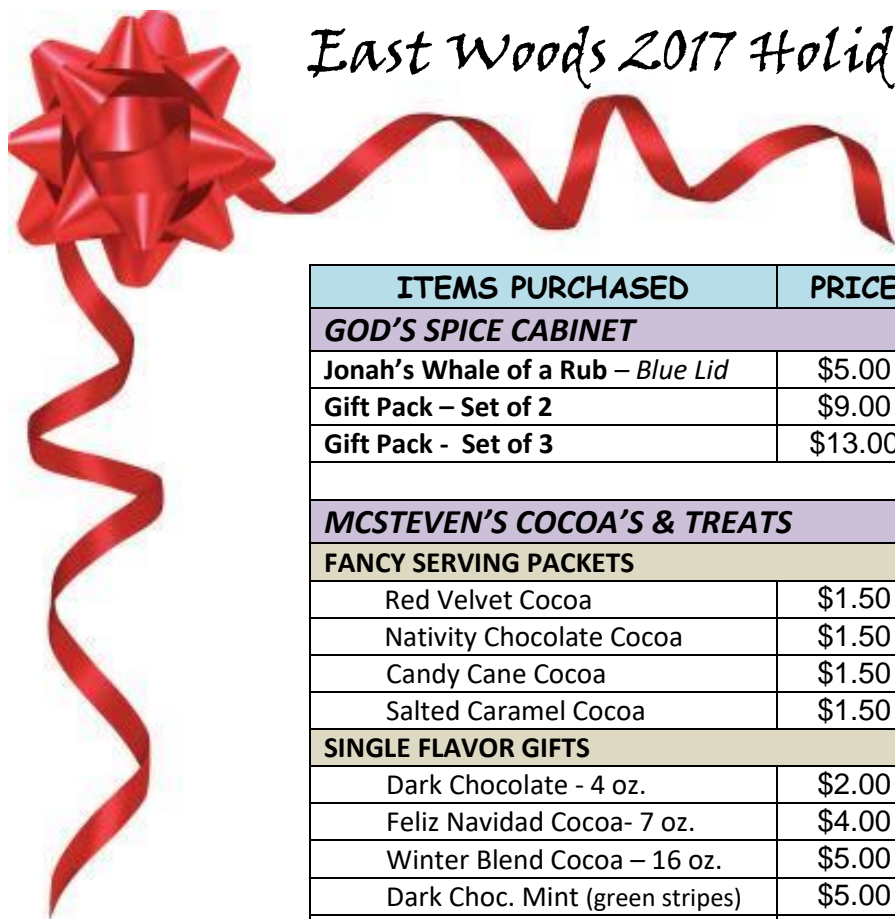 East Woods 2017 Holid
ITEMS PURCHASED PRICE
GOD'S SPICE CABINET
Jonah's Whale of a Rub – Blue Lid $5.00
Gift Pack – Set of 2 $9.00
Gift Pack - Set of 3 $13.00
MCSTEVEN'S COCOA'S & TREATS
FANCY SERVING PACKETS
Red Velvet Cocoa $1.50
Nativity Chocolate Cocoa $1.50
Candy Cane Cocoa $1.50
Salted Caramel Cocoa $1.50
SINGLE FLAVOR GIFTS
Dark Chocolate - 4 oz. $2.00
Feliz Navidad Cocoa- 7 oz. $4.00
Winter Blend Cocoa – 16 oz. $5.00
Dark Choc. Mint (green stripes) $5.00